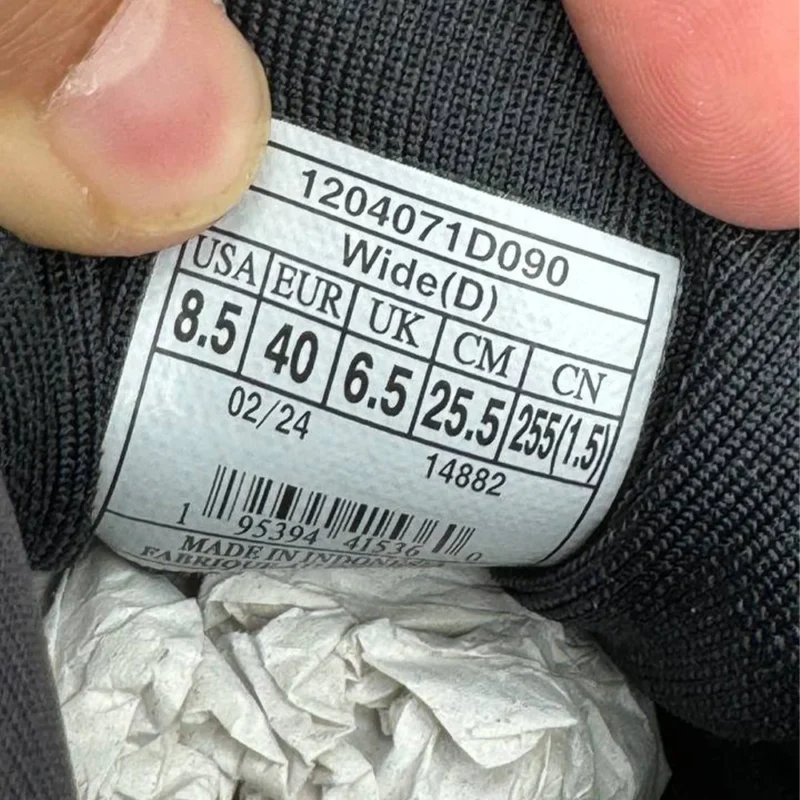 1204071D090
Wide(D)
USA EUR UK CM CN
8.5 40 6.5 25.5 255(1.5)
02/24
14882
1 95394 41536 0
MADE IN